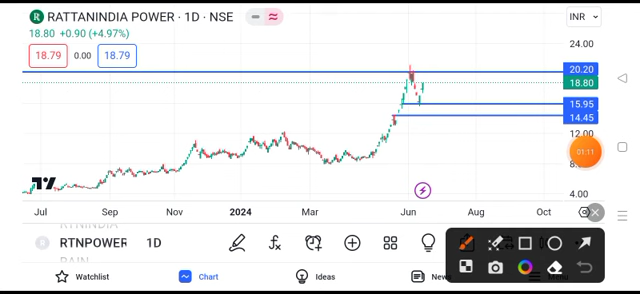 R RATTANINDIA POWER · 1D · NSE
INR
18.80 +0.90 (+4.97%)
18.79 0.00 18.79
24.00
20.20
18.80
15.95
14.45
12.00
01:11
4.00
Jul Sep Nov 2024 Mar Jun Aug Oct
R RTNPOWER 1D
Watchlist Chart Ideas News